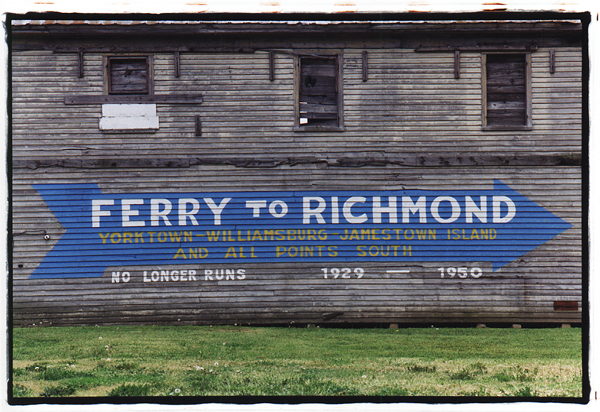 FERRY TO RICHMOND
YORKTOWN-WILLIAMSBURG-JAMESTOWN ISLAND
AND ALL POINTS SOUTH
NO LONGER RUNS 1929 — 1950